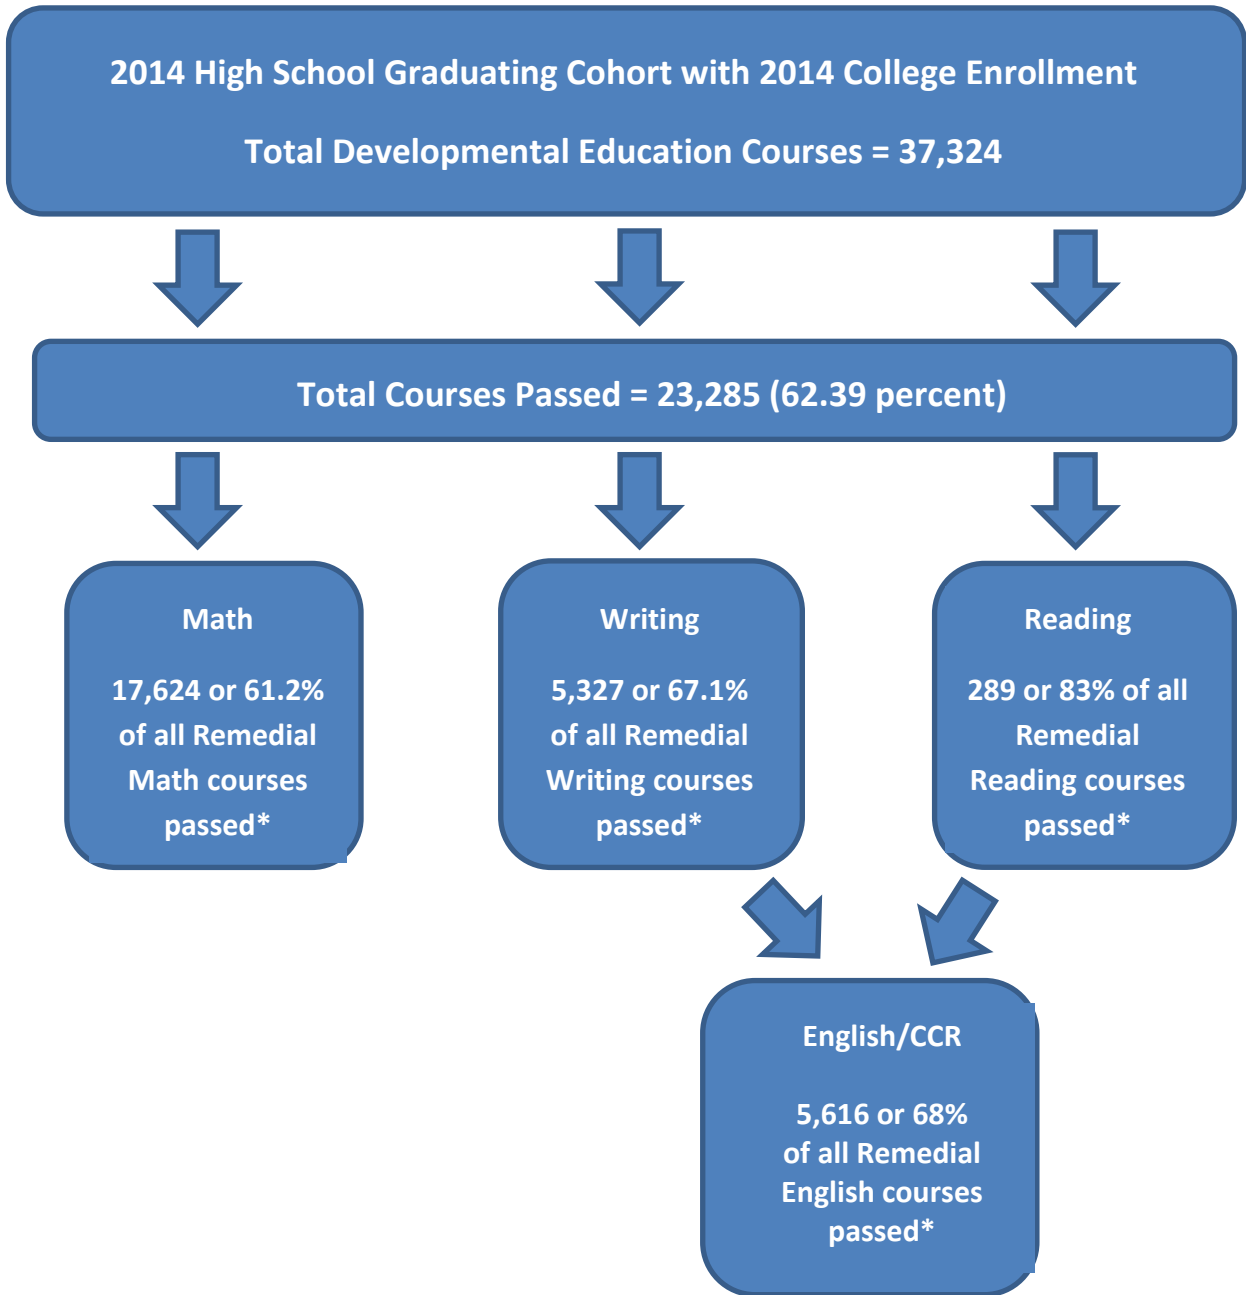 2014 High School Graduating Cohort with 2014 College Enrollment
Total Developmental Education Courses = 37,324
Total Courses Passed = 23,285 (62.39 percent)
Math
17,624 or 61.2%
of all Remedial
Math courses
passed*
Writing
5,327 or 67.1%
of all Remedial
Writing courses
passed*
Reading
289 or 83% of all
Remedial
Reading courses
passed*
English/CCR
5,616 or 68%
of all Remedial
English courses
passed*